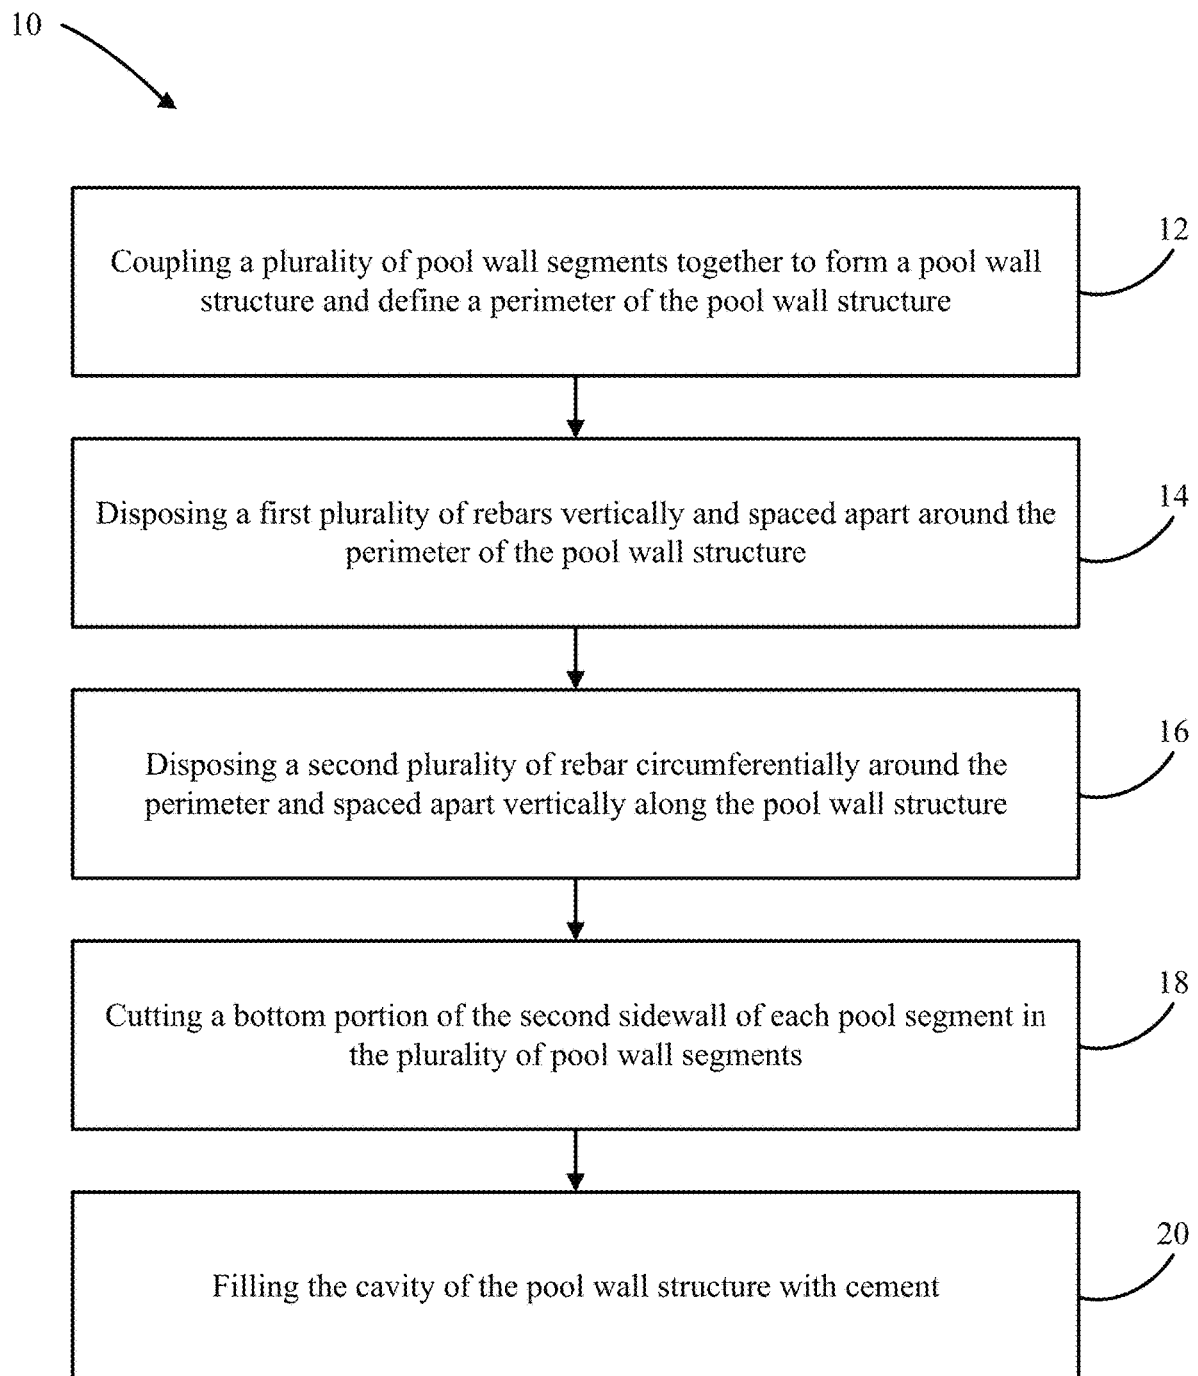 10
Coupling a plurality of pool wall segments together to form a pool wall
structure and define a perimeter of the pool wall structure
12
Disposing a first plurality of rebars vertically and spaced apart around the
perimeter of the pool wall structure
14
Disposing a second plurality of rebar circumferentially around the
perimeter and spaced apart vertically along the pool wall structure
16
Cutting a bottom portion of the second sidewall of each pool segment in
the plurality of pool wall segments
18
Filling the cavity of the pool wall structure with cement
20